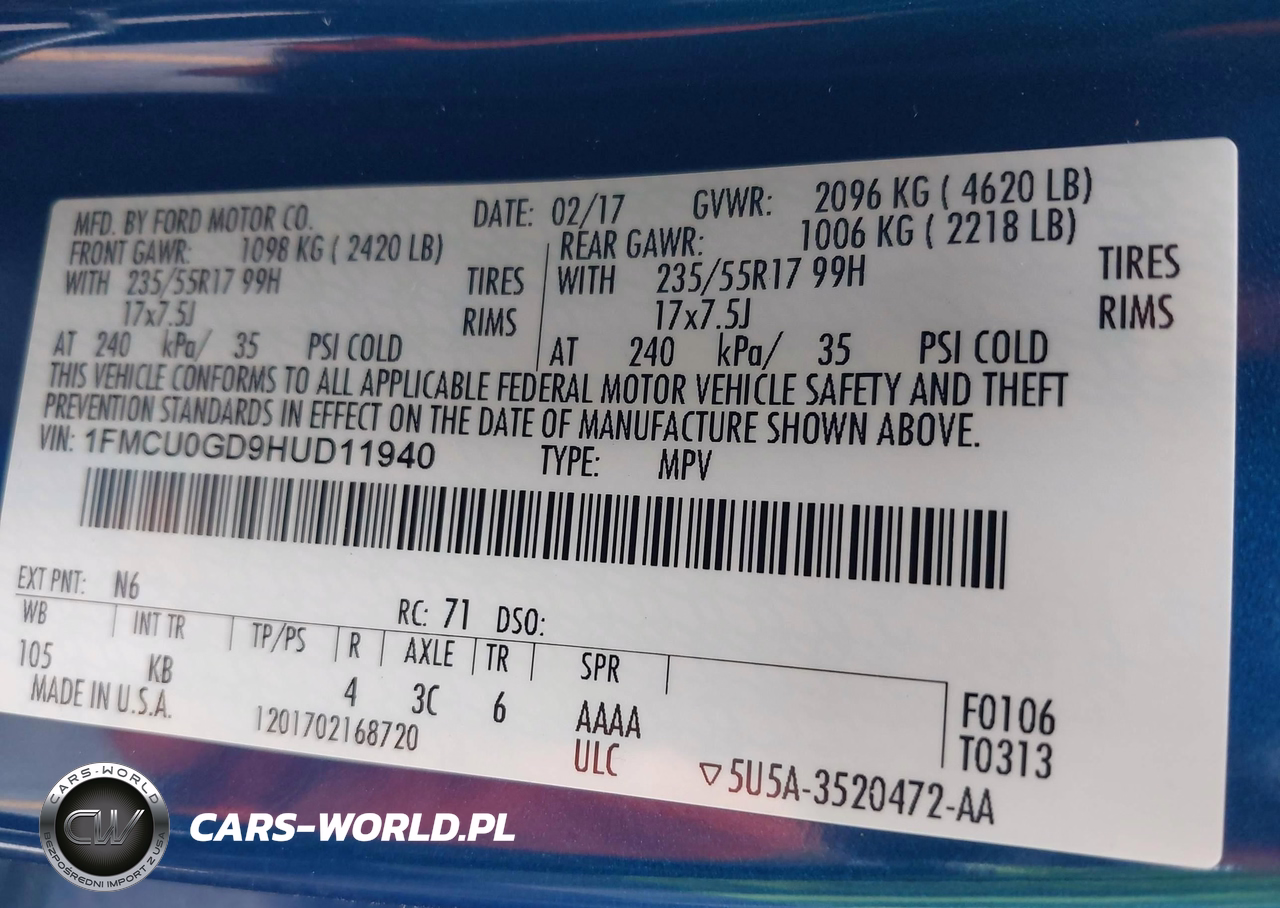 MFD. BY FORD MOTOR CO. DATE: 02/17 GVWR: 2096 KG ( 4620 LB)
FRONT GAWR: 1098 KG ( 2420 LB) REAR GAWR: 1006 KG ( 2218 LB)
WITH 235/55R17 99H TIRES WITH 235/55R17 99H TIRES
17x7.5J RIMS 17x7.5J RIMS
AT 240 kPa/ 35 PSI COLD AT 240 kPa/ 35 PSI COLD
THIS VEHICLE CONFORMS TO ALL APPLICABLE FEDERAL MOTOR VEHICLE SAFETY AND THEFT
PREVENTION STANDARDS IN EFFECT ON THE DATE OF MANUFACTURE SHOWN ABOVE.
VIN: 1FMCU0GD9HUD11940 TYPE: MPV
EXT PNT: N6 RC: 71 DSO:
WB INT TR TP/PS R AXLE TR SPR
105 KB 4 3C 6 AAAA F0106
MADE IN U.S.A. 1201702168720 ULC T0313
▽5U5A-3520472-AA
CARS-WORLD
CW
BEZPOŚREDNI IMPORT Z USA
CARS-WORLD.PL